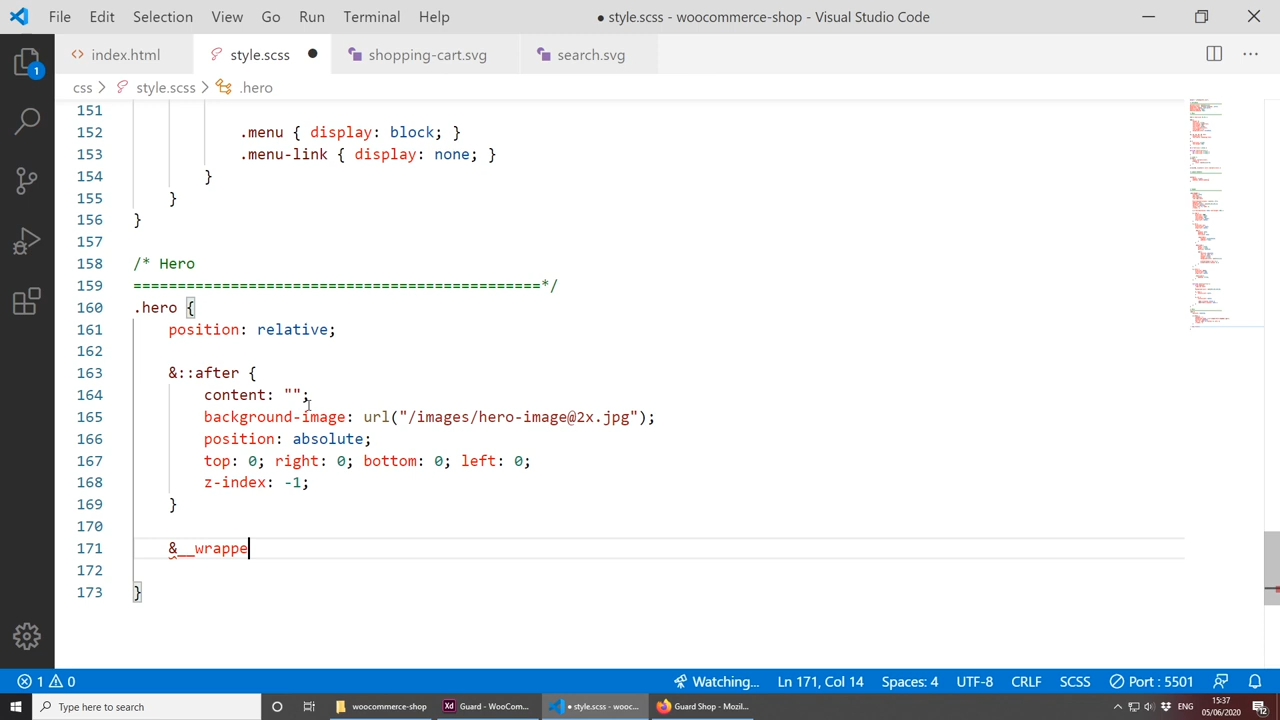 File Edit Selection View Go Run Terminal Help ● style.scss - woocommerce-shop - Visual Studio Code
index.html style.scss shopping-cart.svg search.svg
css > style.scss > .hero
1
151
152 .menu { display: block; }
153 .menu-link { display: none; }
154 }
155 }
156 }
157
158 /* Hero
159 ==============================================*/
160 .hero {
161 position: relative;
162
163 &::after {
164 content: "";
165 background-image: url("/images/hero-image@2x.jpg");
166 position: absolute;
167 top: 0; right: 0; bottom: 0; left: 0;
168 z-index: -1;
169 }
170
171 &__wrappe
172
173 }
1 0 Watching... Ln 171, Col 14 Spaces: 4 UTF-8 CRLF SCSS Port : 5501
Type here to search woocommerce-shop Guard - WooCom... ● style.scss - wooc... Guard Shop - Mozil... ENG 15:37 05/06/2020 12